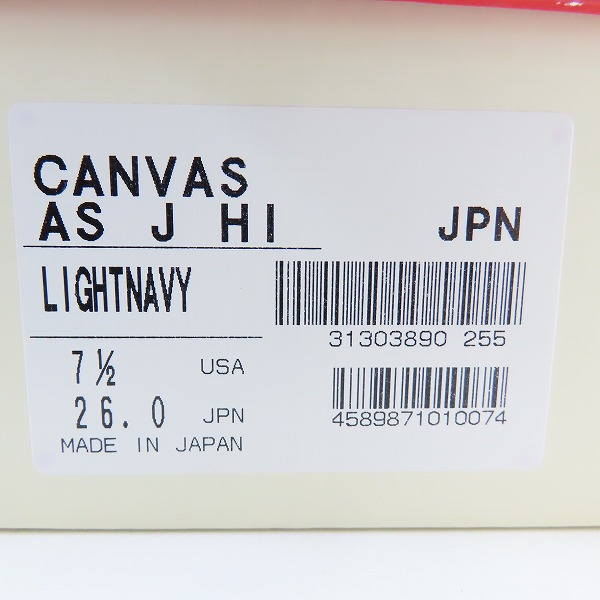 CANVAS
AS J HI JPN
LIGHTNAVY
31303890 255
7½ USA
26.0 JPN
4589871010074
MADE IN JAPAN